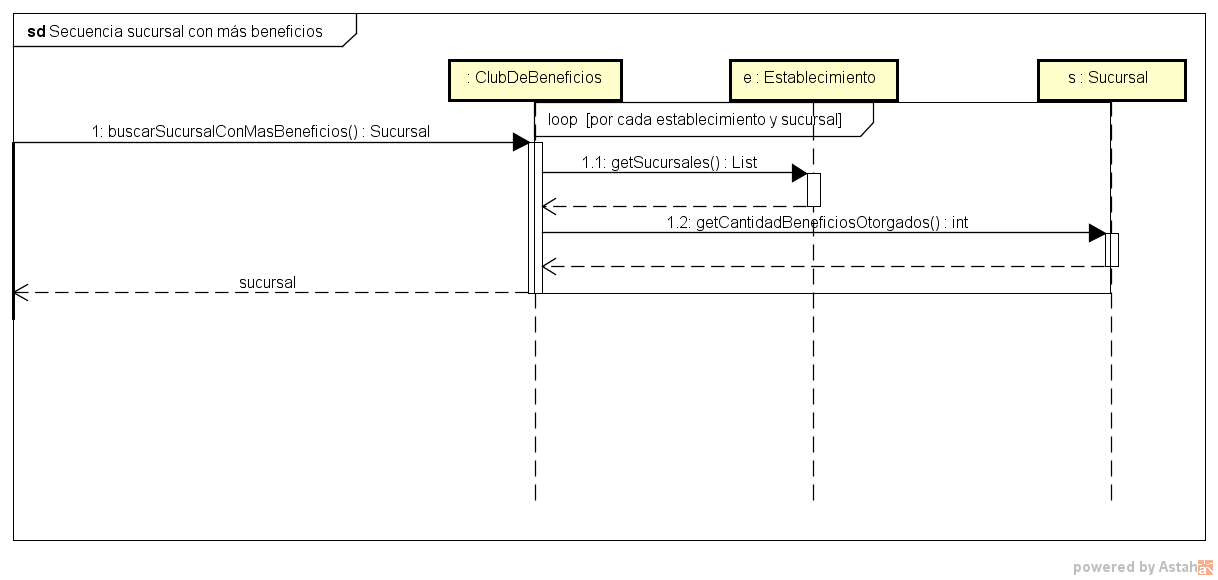 sd Secuencia sucursal con más beneficios
: ClubDeBeneficios
e : Establecimiento
s : Sucursal
loop [por cada establecimiento y sucursal]
1: buscarSucursalConMasBeneficios() : Sucursal
1.1: getSucursales() : List
1.2: getCantidadBeneficiosOtorgados() : int
sucursal
powered by Astah